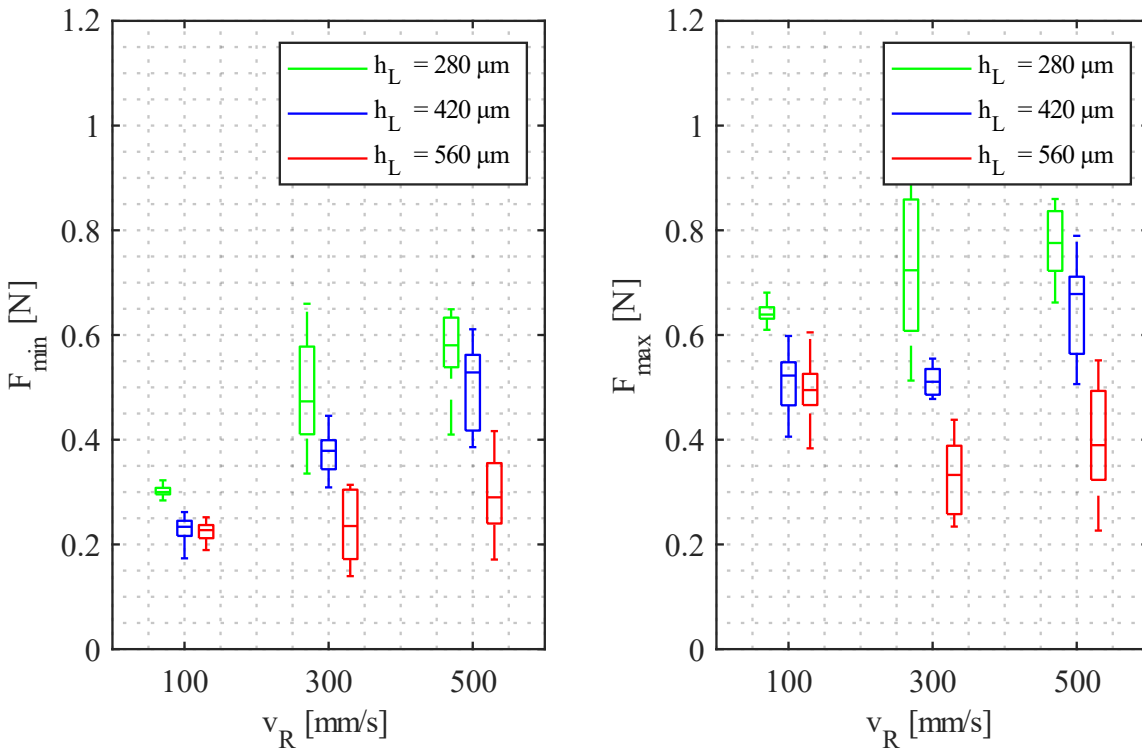 1.2
1
0.8
0.6
0.4
0.2
0
F_min [N]
100 300 500
v_R [mm/s]
h_L = 280 μm
h_L = 420 μm
h_L = 560 μm
1.2
1
0.8
0.6
0.4
0.2
0
F_max [N]
100 300 500
v_R [mm/s]
h_L = 280 μm
h_L = 420 μm
h_L = 560 μm